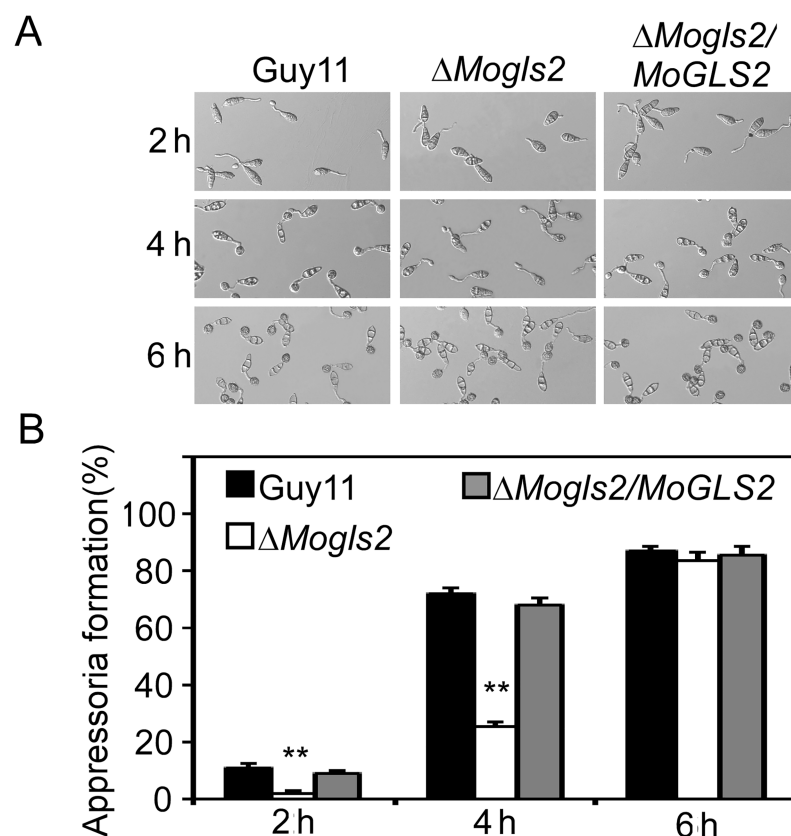 A
Guy11
ΔMogls2
ΔMogls2/
MoGLS2
2 h
4 h
6 h
B
Appressoria formation(%)
Guy11
ΔMogls2/MoGLS2
ΔMogls2
100
80
60
40
20
0
**
**
2 h
4 h
6 h